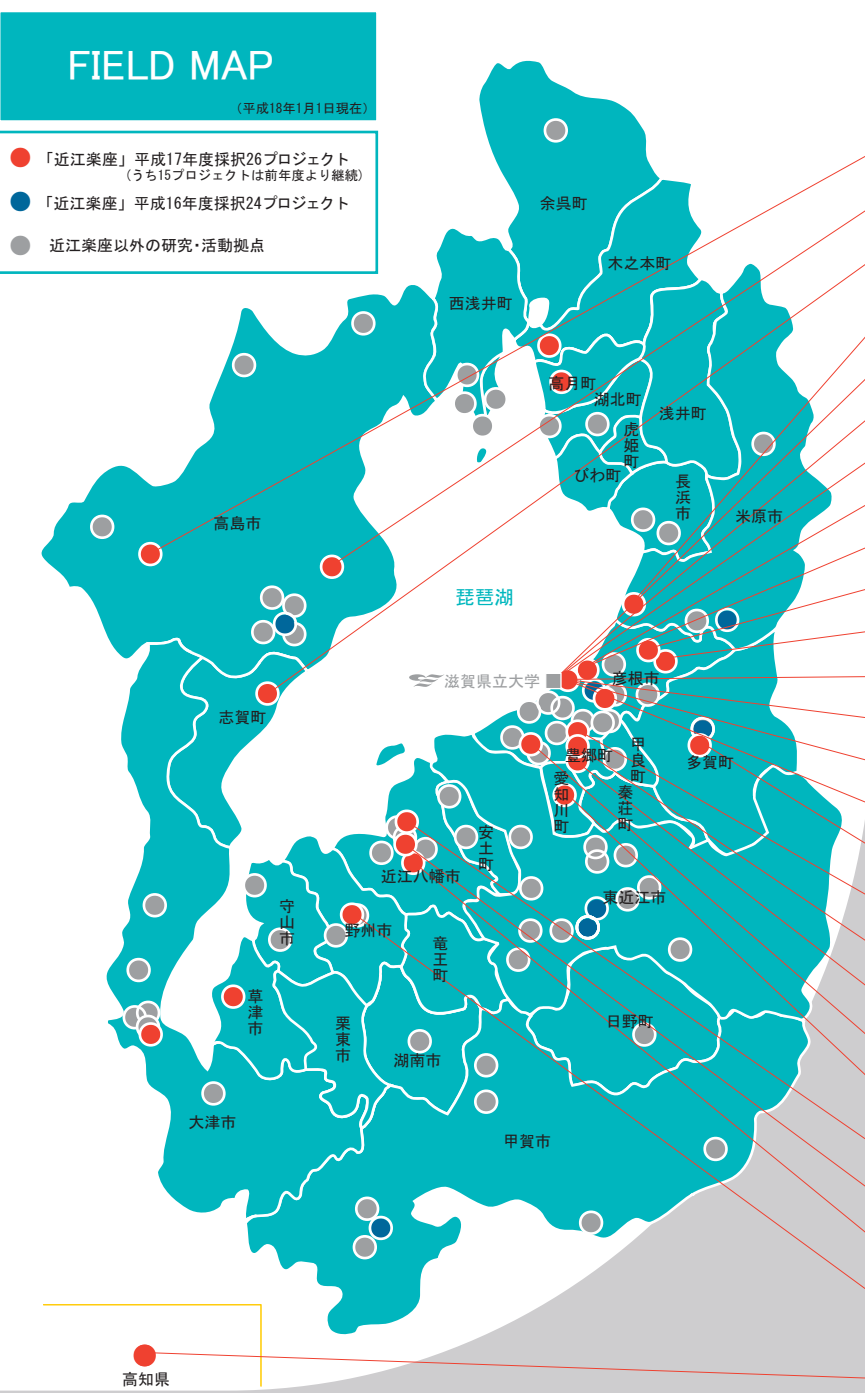 FIELD MAP
(平成18年1月1日現在)
「近江楽座」平成17年度採択26プロジェクト
(うち15プロジェクトは前年度より継続)
「近江楽座」平成16年度採択24プロジェクト
近江楽座以外の研究・活動拠点
余呉町
木之本町
西浅井町
高月町
湖北町
浅井町
虎姫町
びわ町
長浜市
米原市
高島市
琵琶湖
滋賀県立大学
彦根市
志賀町
豊郷町
甲良町
多賀町
愛知川町
秦荘町
安土町
近江八幡市
東近江市
守山市
野州市
竜王町
草津市
栗東市
湖南市
日野町
大津市
甲賀市
高知県